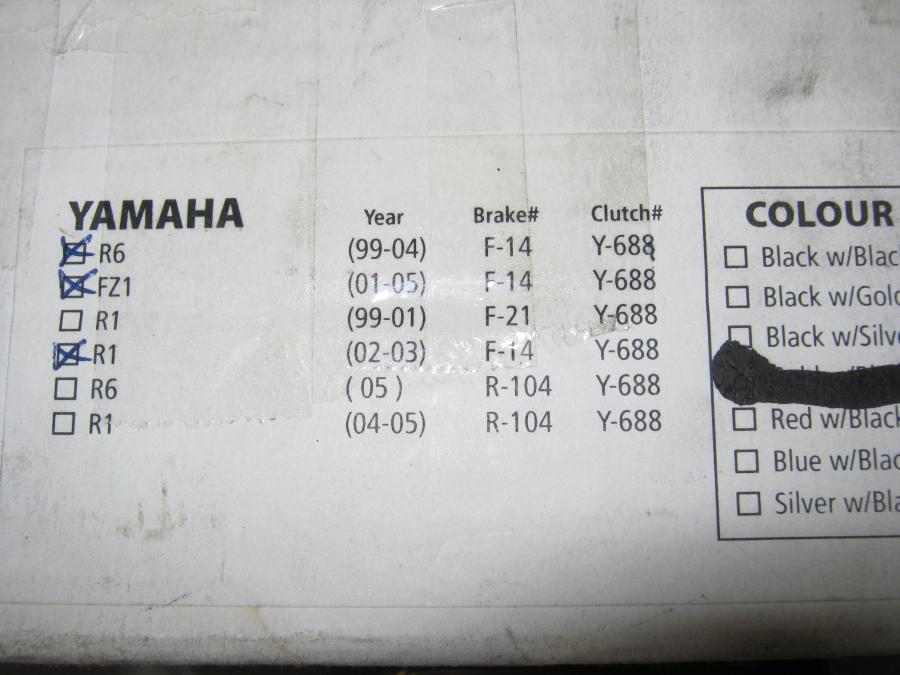 YAMAHA Year Brake# Clutch#
R6 (99-04) F-14 Y-688
FZ1 (01-05) F-14 Y-688
R1 (99-01) F-21 Y-688
R1 (02-03) F-14 Y-688
R6 ( 05 ) R-104 Y-688
R1 (04-05) R-104 Y-688
COLOUR
Black w/Blac
Black w/Gold
Black w/Silve
Red w/Black
Blue w/Blac
Silver w/Bla